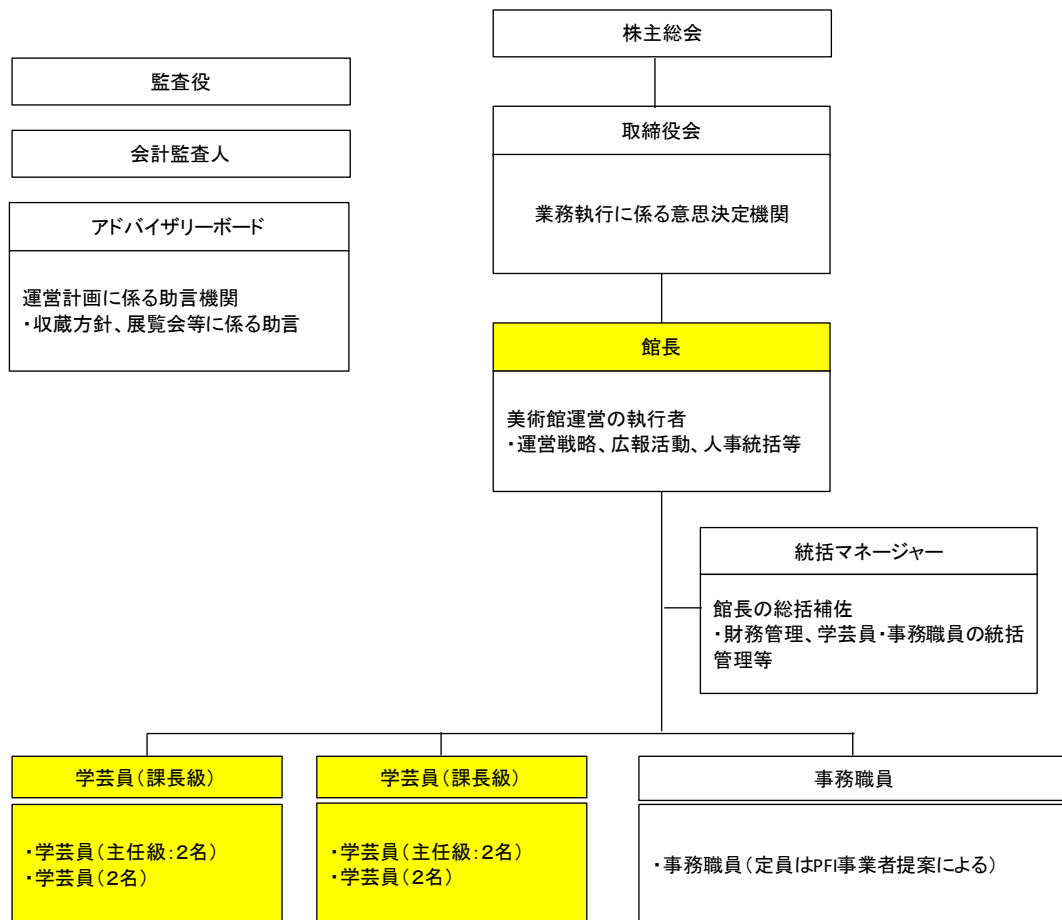 株主総会
監査役
取締役会
会計監査人
業務執行に係る意思決定機関
アドバイザリーボード
運営計画に係る助言機関
・収蔵方針、展覧会等に係る助言
館長
美術館運営の執行者
・運営戦略、広報活動、人事統括等
統括マネージャー
館長の総括補佐
・財務管理、学芸員・事務職員の統括
管理等
学芸員（課長級）
・学芸員（主任級：2名）
・学芸員（2名）
学芸員（課長級）
・学芸員（主任級：2名）
・学芸員（2名）
事務職員
・事務職員（定員はPFI事業者提案による）